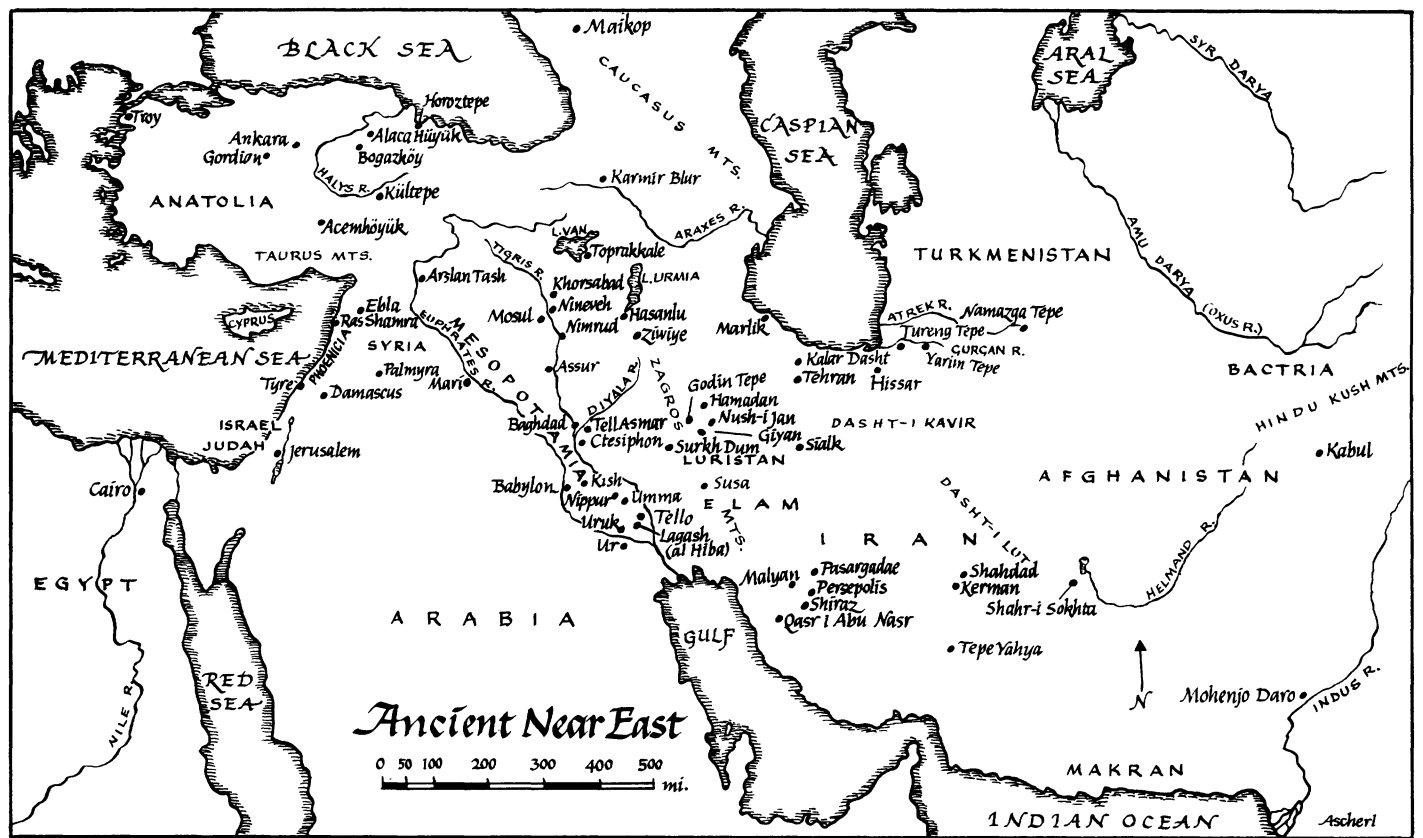 BLACK SEA
Maikop
CAUCASUS
MTS.
CASPIAN
SEA
ARAL
SEA
SYR DARYA
Troy
Horoztepe
Ankara
Alaca Hüyük
Gordion
Bogazköy
HALYS R.
Kültepe
Karmir Blur
ANATOLIA
Acemhöyük
ARAXES R.
AMU DARYA (OXUS R.)
TAURUS MTS.
L. VAN
Toprakkale
TURKMENISTAN
TIGRIS R.
Arslan Tash
Khorsabad
L. URMIA
Nineveh
Mosul
Hasanlu
Nimrud
Ziwiye
Marlik
ATREK R.
Namazga Tepe
Tureng Tepe
GURGAN R.
Yarim Tepe
Ebla
Ras Shamra
CYPRUS
EUPHRATES R.
MESOPOTAMIA
MEDITERRANEAN SEA
PHOENICIA
SYRIA
Assur
Kalar Dasht
Tehran
Hissar
BACTRIA
Palmyra
Mari
Tyre
Damascus
DIYALA R.
ZAGROS
MTS.
Godin Tepe
Hamadan
Nush-i Jan
Giyan
DASHT-I KAVIR
HINDU KUSH MTS.
ISRAEL
JUDAH
Jerusalem
Baghdad
Tell Asmar
Ctesiphon
Surkh Dum
LURISTAN
Sialk
Kabul
AFGHANISTAN
Cairo
Babylon
Kish
Susa
Nippur
Umma
ELAM
DASHT-I LUT
Uruk
Tello
Lagash
(al Hiba)
Ur
IRAN
HELMAND R.
EGYPT
Malyan
Pasargadae
Persepolis
Shiraz
Qasr i Abu Nasr
Shahdad
Kerman
Shahr-i Sokhta
ARABIA
GULF
Tepe Yahya
N
RED
SEA
NILE R.
Mohenjo Daro
INDUS R.
Ancient Near East
0 50 100 200 300 400 500
mi.
MAKRAN
INDIAN OCEAN
Ascherl